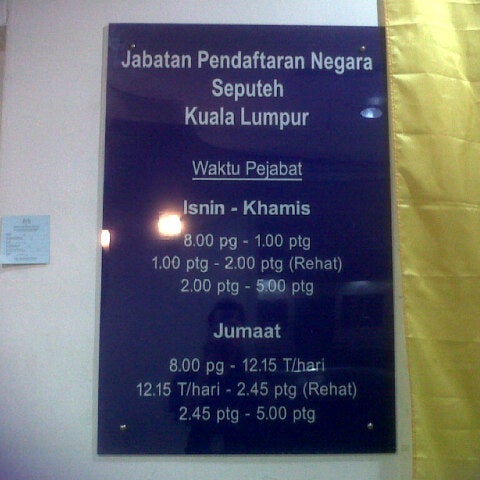 Jabatan Pendaftaran Negara
Seputeh
Kuala Lumpur
Waktu Pejabat
Isnin - Khamis
8.00 pg - 1.00 ptg
1.00 ptg - 2.00 ptg (Rehat)
2.00 ptg - 5.00 ptg
Jumaat
8.00 pg - 12.15 T/hari
12.15 T/hari - 2.45 ptg (Rehat)
2.45 ptg - 5.00 ptg